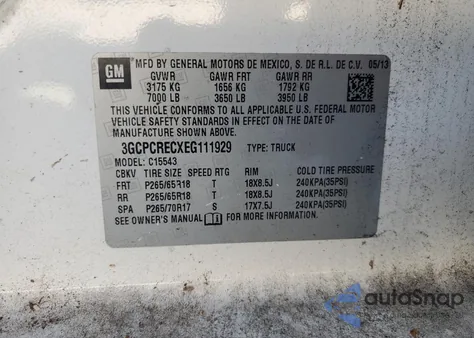 GM
MFD BY GENERAL MOTORS DE MEXICO, S. DE R.L. DE C.V. 05/13
GVWR GAWR FRT GAWR RR
3175 KG 1656 KG 1792 KG
7000 LB 3650 LB 3950 LB
THIS VEHICLE CONFORMS TO ALL APPLICABLE U.S. FEDERAL MOTOR
VEHICLE SAFETY, BUMPER, AND THEFT PREVENTION STANDARDS
IN EFFECT ON THE DATE OF MANUFACTURE SHOWN ABOVE.
3GCPCRECXEG111929 TYPE: TRUCK
MODEL: C15543
CBKV TIRE SIZE SPEED RTG RIM COLD TIRE PRESSURE
FRT P265/65R18 T 18X8.5J 240KPA(35PSI)
RR P265/65R18 T 18X8.5J 240KPA(35PSI)
SPA P265/70R17 S 17X7.5J 240KPA(35PSI)
SEE OWNER'S MANUAL FOR MORE INFORMATION.
autoSnap